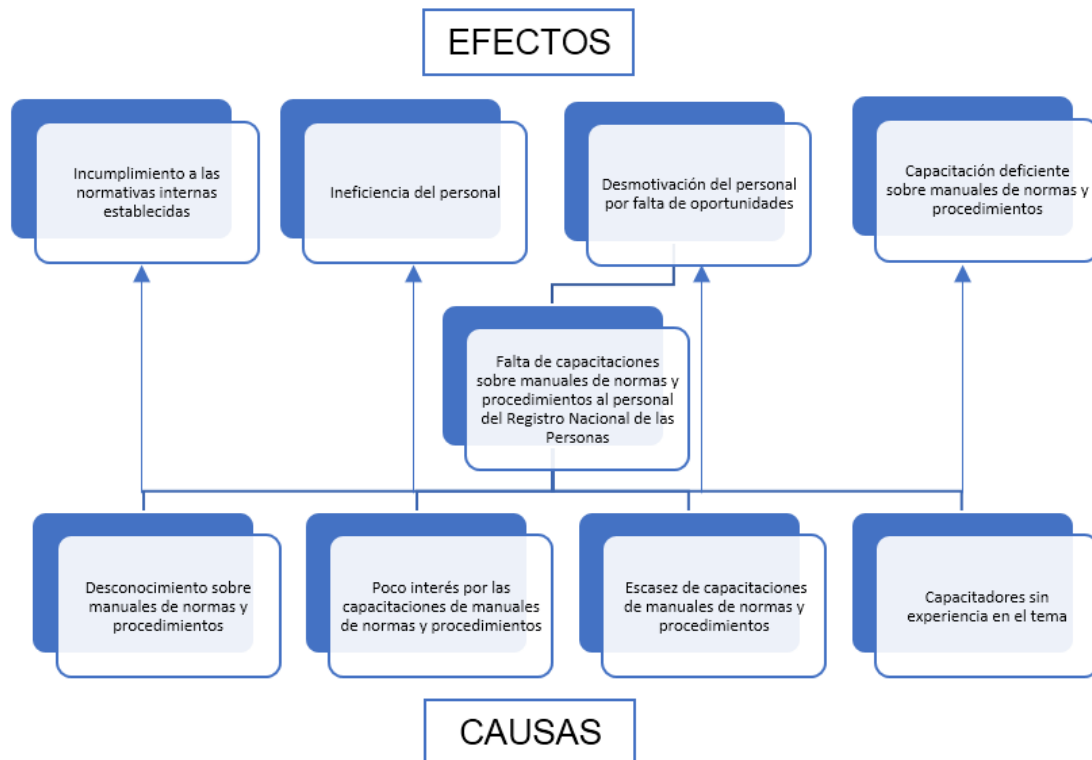 EFECTOS
Incumplimiento a las
normativas internas
establecidas
Ineficiencia del personal
Desmotivación del personal
por falta de oportunidades
Capacitación deficiente
sobre manuales de normas y
procedimientos
Falta de capacitaciones
sobre manuales de normas y
procedimientos al personal
del Registro Nacional de las
Personas
Desconocimiento sobre
manuales de normas y
procedimientos
Poco interés por las
capacitaciones de manuales
de normas y procedimientos
Escasez de capacitaciones
de manuales de normas y
procedimientos
Capacitadores sin
experiencia en el tema
CAUSAS